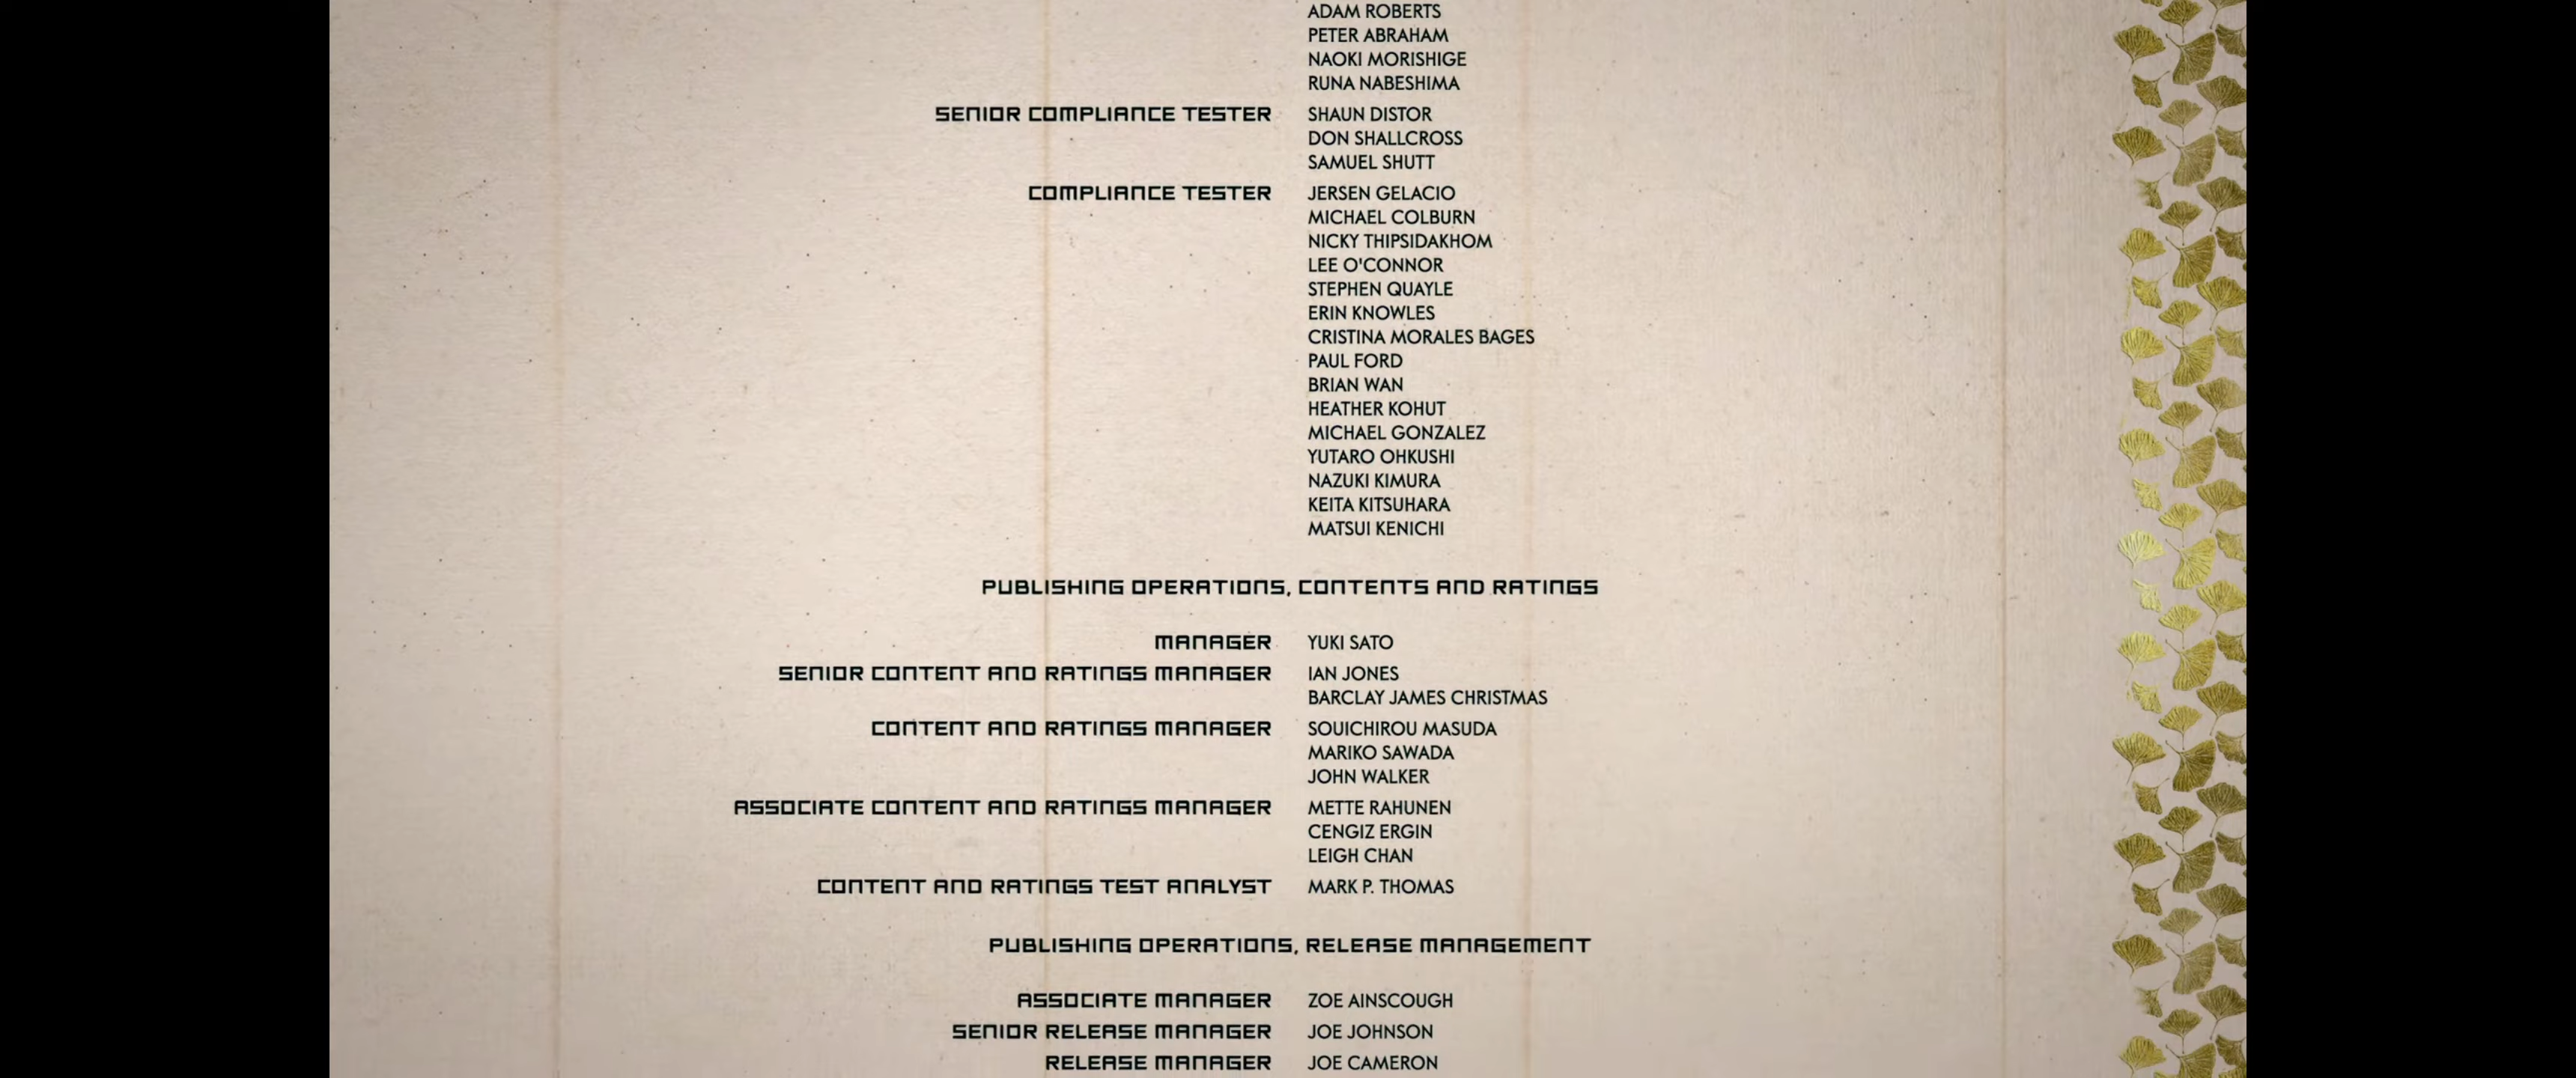 ADAM ROBERTS
PETER ABRAHAM
NAOKI MORISHIGE
RUNA NABESHIMA
SENIOR COMPLIANCE TESTER SHAUN DISTOR
DON SHALLCROSS
SAMUEL SHUTT
COMPLIANCE TESTER JERSEN GELACIO
MICHAEL COLBURN
NICKY THIPSIDAKHOM
LEE O'CONNOR
STEPHEN QUAYLE
ERIN KNOWLES
CRISTINA MORALES BAGES
PAUL FORD
BRIAN WAN
HEATHER KOHUT
MICHAEL GONZALEZ
YUTARO OHKUSHI
NAZUKI KIMURA
KEITA KITSUHARA
MATSUI KENICHI
PUBLISHING OPERATIONS, CONTENTS AND RATINGS
MANAGER YUKI SATO
SENIOR CONTENT AND RATINGS MANAGER IAN JONES
BARCLAY JAMES CHRISTMAS
CONTENT AND RATINGS MANAGER SOUICHIROU MASUDA
MARIKO SAWADA
JOHN WALKER
ASSOCIATE CONTENT AND RATINGS MANAGER METTE RAHUNEN
CENGIZ ERGIN
LEIGH CHAN
CONTENT AND RATINGS TEST ANALYST MARK P. THOMAS
PUBLISHING OPERATIONS, RELEASE MANAGEMENT
ASSOCIATE MANAGER ZOE AINSCOUGH
SENIOR RELEASE MANAGER JOE JOHNSON
RELEASE MANAGER JOE CAMERON